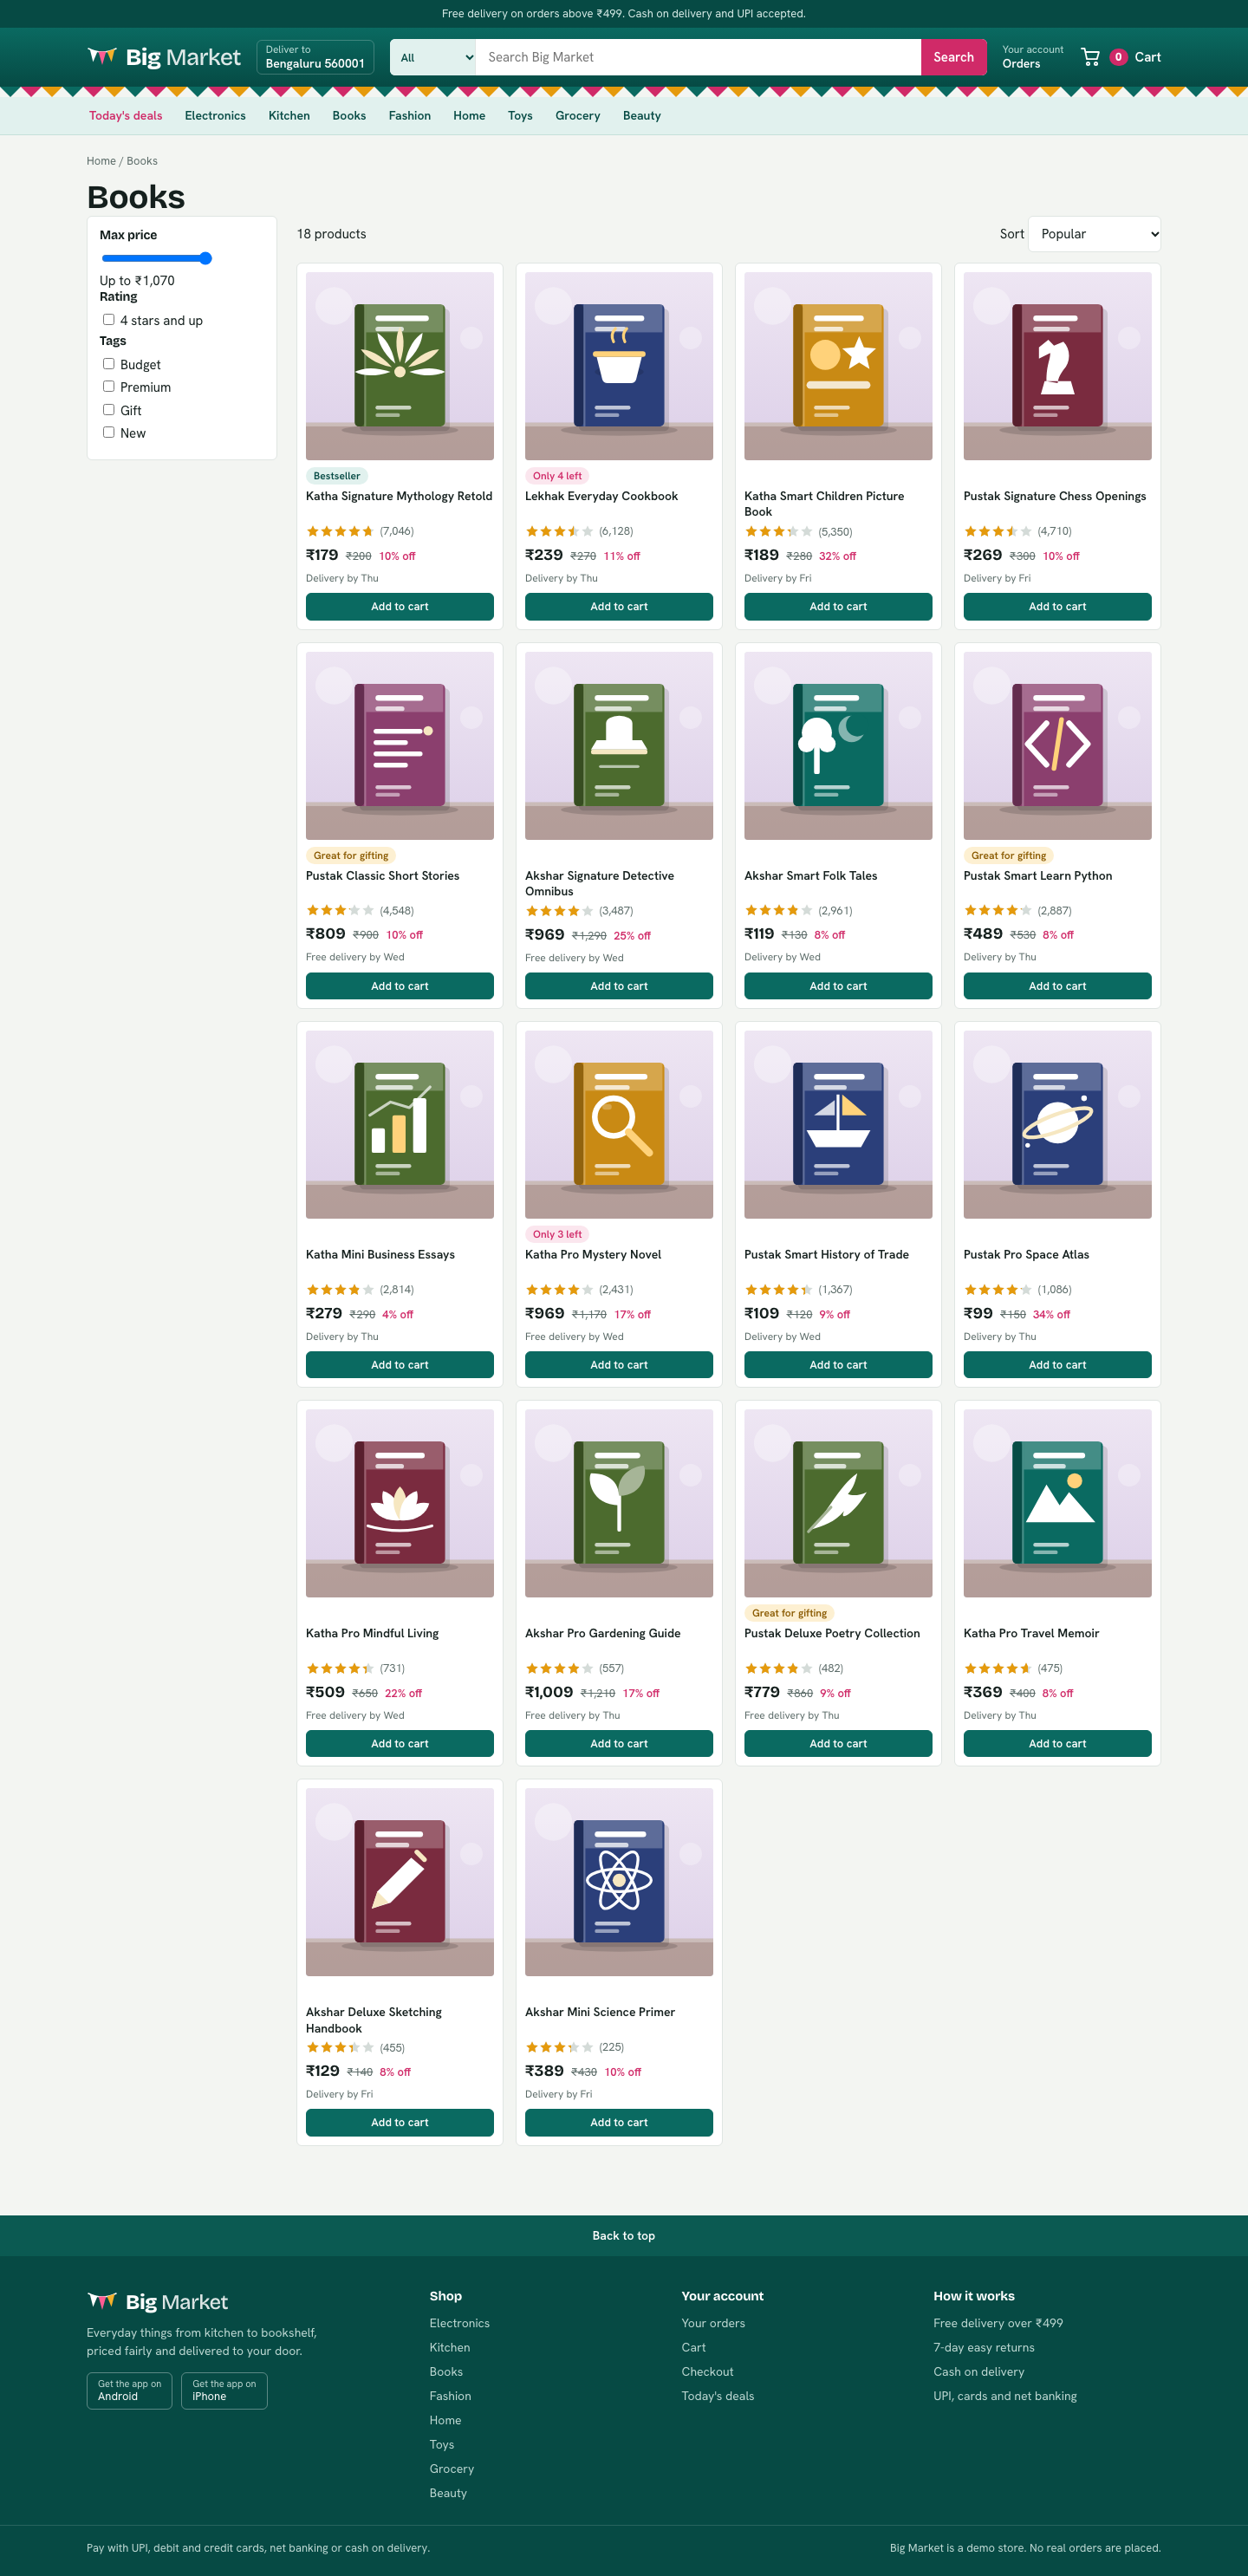 Free delivery on orders above ₹499. Cash on delivery and UPI accepted.
Big Market
Deliver to
Bengaluru 560001
All
Search Big Market
Search
Your account
Orders
0 Cart
Today's deals Electronics Kitchen Books Fashion Home Toys Grocery Beauty
Home / Books
Books
Max price
Up to ₹1,070
Rating
4 stars and up
Tags
Budget
Premium
Gift
New
18 products
Sort Popular
Bestseller
Katha Signature Mythology Retold
(7,046)
₹179 ₹200 10% off
Delivery by Thu
Add to cart
Only 4 left
Lekhak Everyday Cookbook
(6,128)
₹239 ₹270 11% off
Delivery by Thu
Add to cart
Katha Smart Children Picture
Book
(5,350)
₹189 ₹280 32% off
Delivery by Fri
Add to cart
Pustak Signature Chess Openings
(4,710)
₹269 ₹300 10% off
Delivery by Fri
Add to cart
Great for gifting
Pustak Classic Short Stories
(4,548)
₹809 ₹900 10% off
Free delivery by Wed
Add to cart
Akshar Signature Detective
Omnibus
(3,487)
₹969 ₹1,290 25% off
Free delivery by Wed
Add to cart
Akshar Smart Folk Tales
(2,961)
₹119 ₹130 8% off
Delivery by Wed
Add to cart
Great for gifting
Pustak Smart Learn Python
(2,887)
₹489 ₹530 8% off
Delivery by Thu
Add to cart
Katha Mini Business Essays
(2,814)
₹279 ₹290 4% off
Delivery by Thu
Add to cart
Only 3 left
Katha Pro Mystery Novel
(2,431)
₹969 ₹1,170 17% off
Free delivery by Wed
Add to cart
Pustak Smart History of Trade
(1,367)
₹109 ₹120 9% off
Delivery by Wed
Add to cart
Pustak Pro Space Atlas
(1,086)
₹99 ₹150 34% off
Delivery by Thu
Add to cart
Katha Pro Mindful Living
(731)
₹509 ₹650 22% off
Free delivery by Wed
Add to cart
Akshar Pro Gardening Guide
(557)
₹1,009 ₹1,210 17% off
Free delivery by Thu
Add to cart
Great for gifting
Pustak Deluxe Poetry Collection
(482)
₹779 ₹860 9% off
Free delivery by Thu
Add to cart
Katha Pro Travel Memoir
(475)
₹369 ₹400 8% off
Delivery by Thu
Add to cart
Akshar Deluxe Sketching
Handbook
(455)
₹129 ₹140 8% off
Delivery by Fri
Add to cart
Akshar Mini Science Primer
(225)
₹389 ₹430 10% off
Delivery by Fri
Add to cart
Back to top
Big Market
Everyday things from kitchen to bookshelf,
priced fairly and delivered to your door.
Get the app on
Android
Get the app on
iPhone
Shop
Electronics
Kitchen
Books
Fashion
Home
Toys
Grocery
Beauty
Your account
Your orders
Cart
Checkout
Today's deals
How it works
Free delivery over ₹499
7-day easy returns
Cash on delivery
UPI, cards and net banking
Pay with UPI, debit and credit cards, net banking or cash on delivery.
Big Market is a demo store. No real orders are placed.